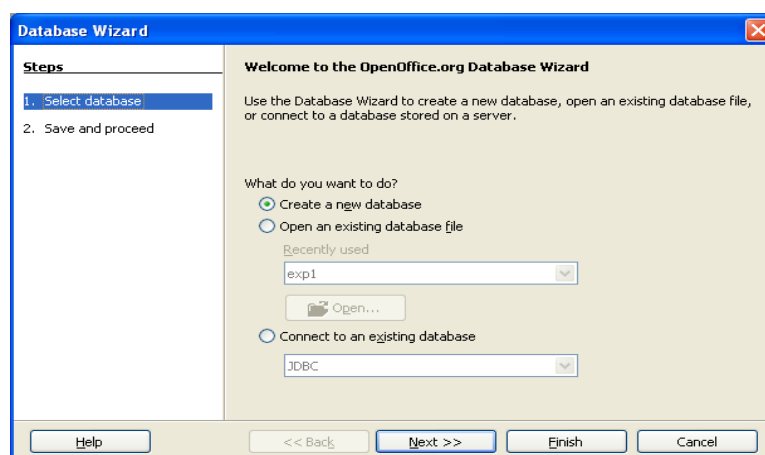 Database Wizard
Steps
1. Select database
2. Save and proceed
Welcome to the OpenOffice.org Database Wizard
Use the Database Wizard to create a new database, open an existing database file,
or connect to a database stored on a server.
What do you want to do?
Create a new database
Open an existing database file
Recently used
exp1
Open...
Connect to an existing database
JDBC
Help
<< Back
Next >>
Finish
Cancel